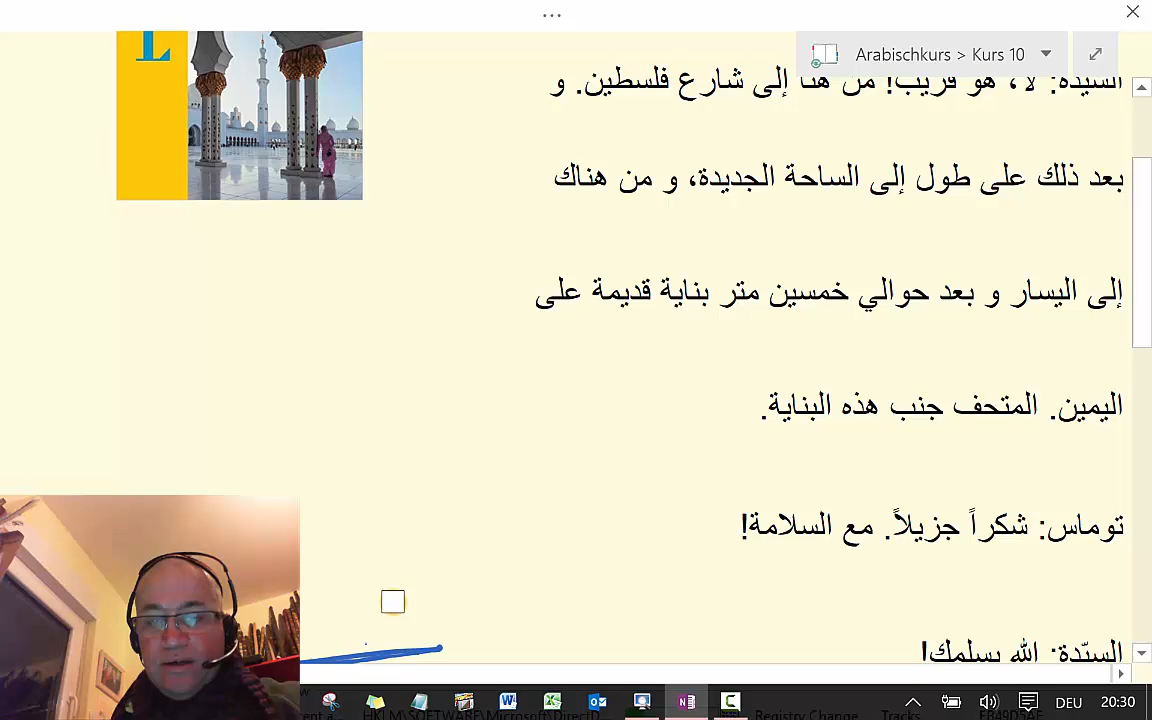 ...
Arabischkurs > Kurs 10
السيدة: لا، هو قريب! من هنا إلى شارع فلسطين. و
بعد ذلك على طول إلى الساحة الجديدة، و من هناك
إلى اليسار و بعد حوالي خمسين متر بناية قديمة على
اليمين. المتحف جنب هذه البناية.
توماس: شكراً جزيلاً. مع السلامة!
السيّدة: الله يسلمك!
DEU 20:30